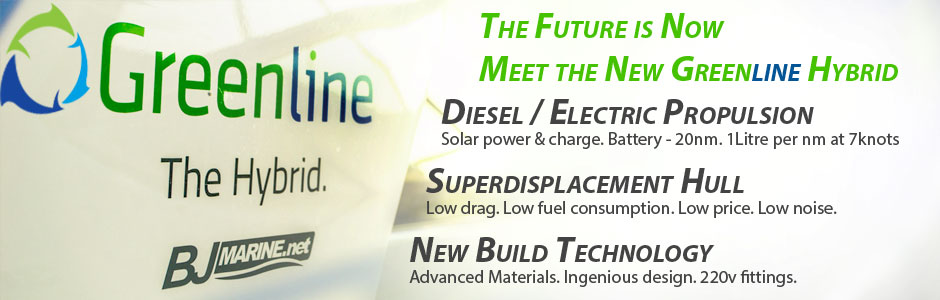 Greenline
The Hybrid.
BJ MARINE.net
The Future is Now
Meet the New Greenline Hybrid
Diesel / Electric Propulsion
Solar power & charge. Battery - 20nm. 1Litre per nm at 7knots
Superdisplacement Hull
Low drag. Low fuel consumption. Low price. Low noise.
New Build Technology
Advanced Materials. Ingenious design. 220v fittings.